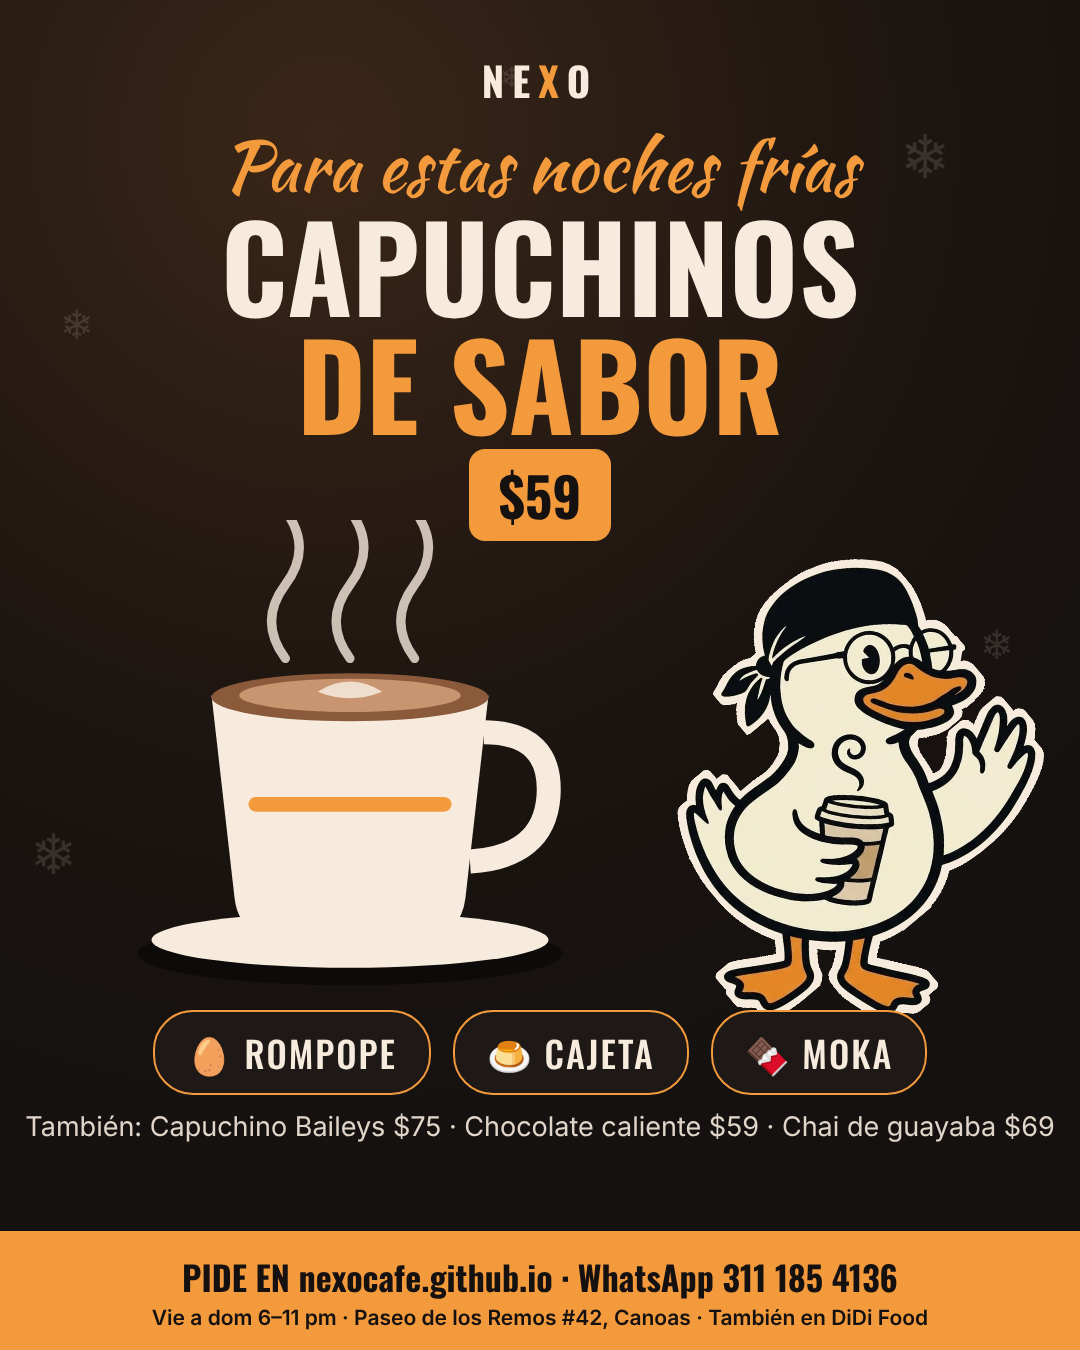 NEXO
Para estas noches frías
CAPUCHINOS
DE SABOR
$59
ROMPOPE
CAJETA
MOKA
También: Capuchino Baileys $75 · Chocolate caliente $59 · Chai de guayaba $69
PIDE EN nexocafe.github.io · WhatsApp 311 185 4136
Vie a dom 6–11 pm · Paseo de los Remos #42, Canoas · También en DiDi Food